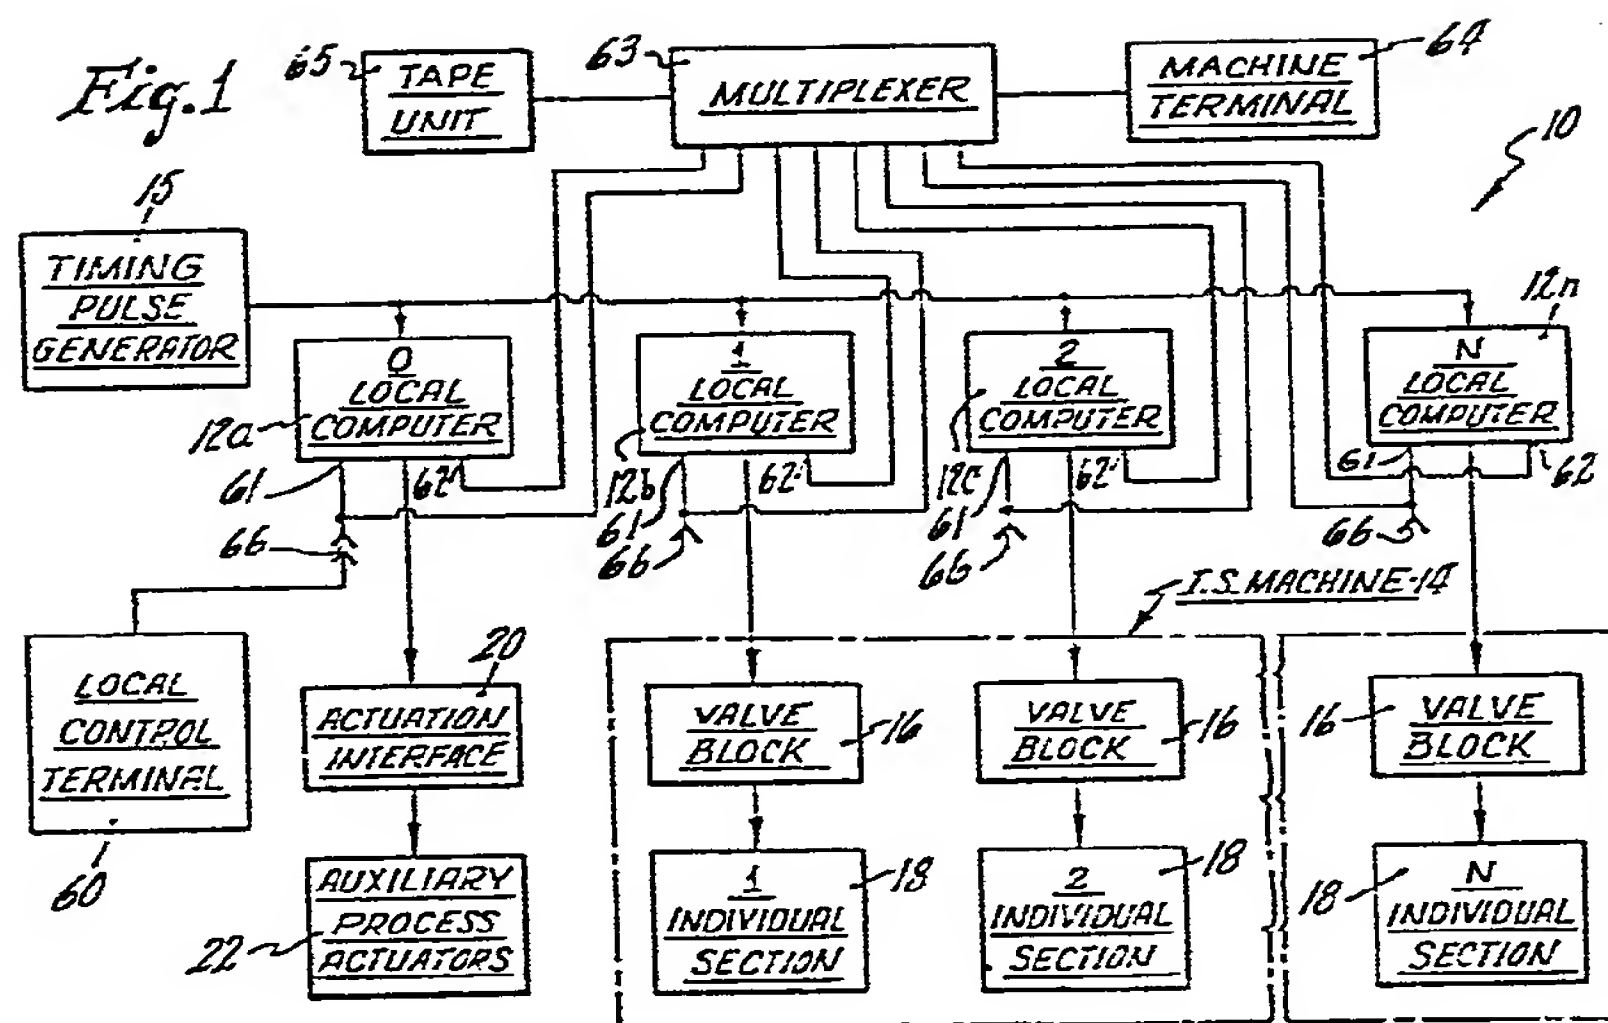 Fig. 1
65
TAPE
UNIT
63
MULTIPLEXER
MACHINE
TERMINAL
64
10
15
TIMING
PULSE
GENERATOR
0
LOCAL
COMPUTER
12a
61
62
66
1
LOCAL
COMPUTER
12b
61
62
66
2
LOCAL
COMPUTER
12c
61
62
66
12n
N
LOCAL
COMPUTER
61
62
66
I.S. MACHINE-14
LOCAL
CONTROL
TERMINAL
60
20
ACTUATION
INTERFACE
AUXILIARY
PROCESS
ACTUATORS
22
VALVE
BLOCK
16
VALVE
BLOCK
16
16
VALVE
BLOCK
1
INDIVIDUAL
SECTION
18
2
INDIVIDUAL
SECTION
18
18
N
INDIVIDUAL
SECTION